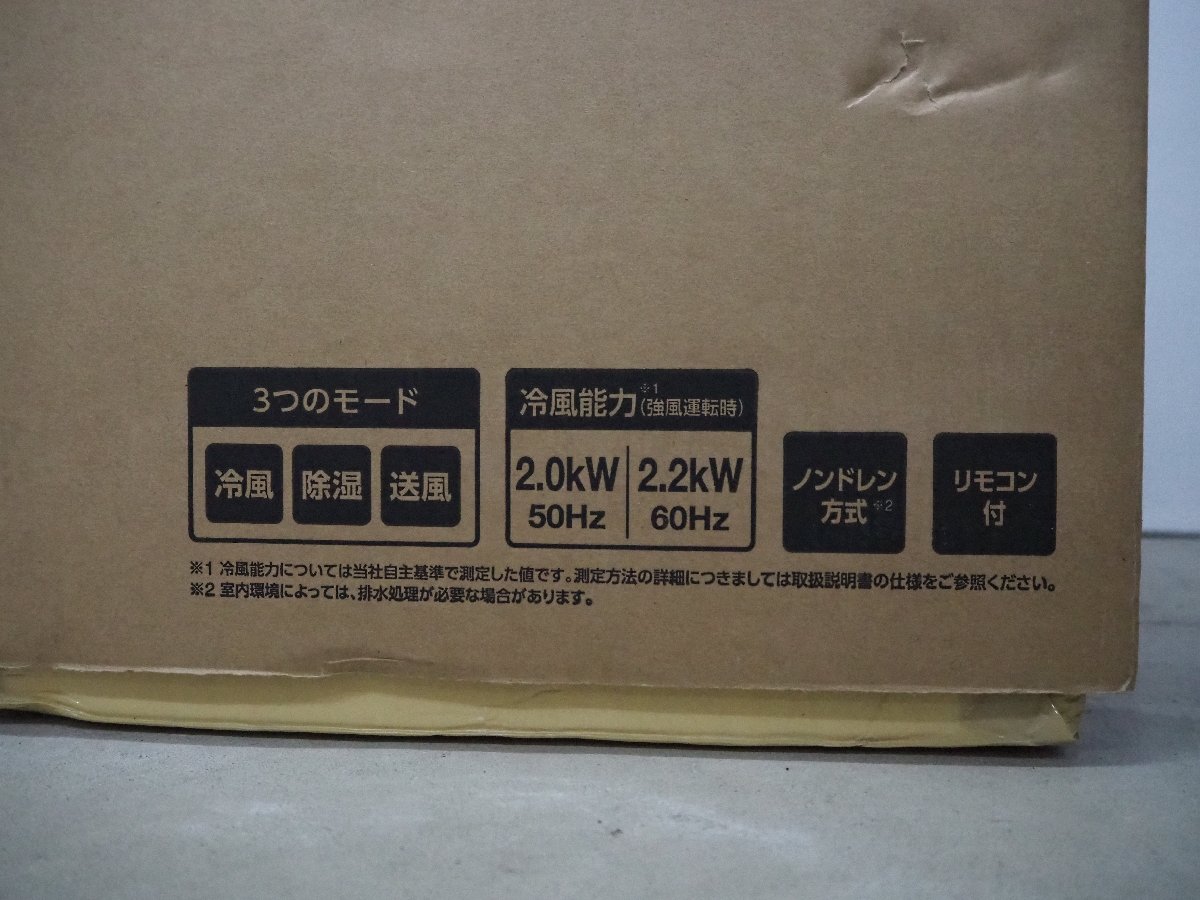 3つのモード
冷風 除湿 送風
冷風能力※1(強風運転時)
2.0kW 2.2kW
50Hz 60Hz
ノンドレン
方式※2
リモコン
付
※1 冷風能力については当社自主基準で測定した値です。測定方法の詳細につきましては取扱説明書の仕様をご参照ください。
※2 室内環境によっては、排水処理が必要な場合があります。